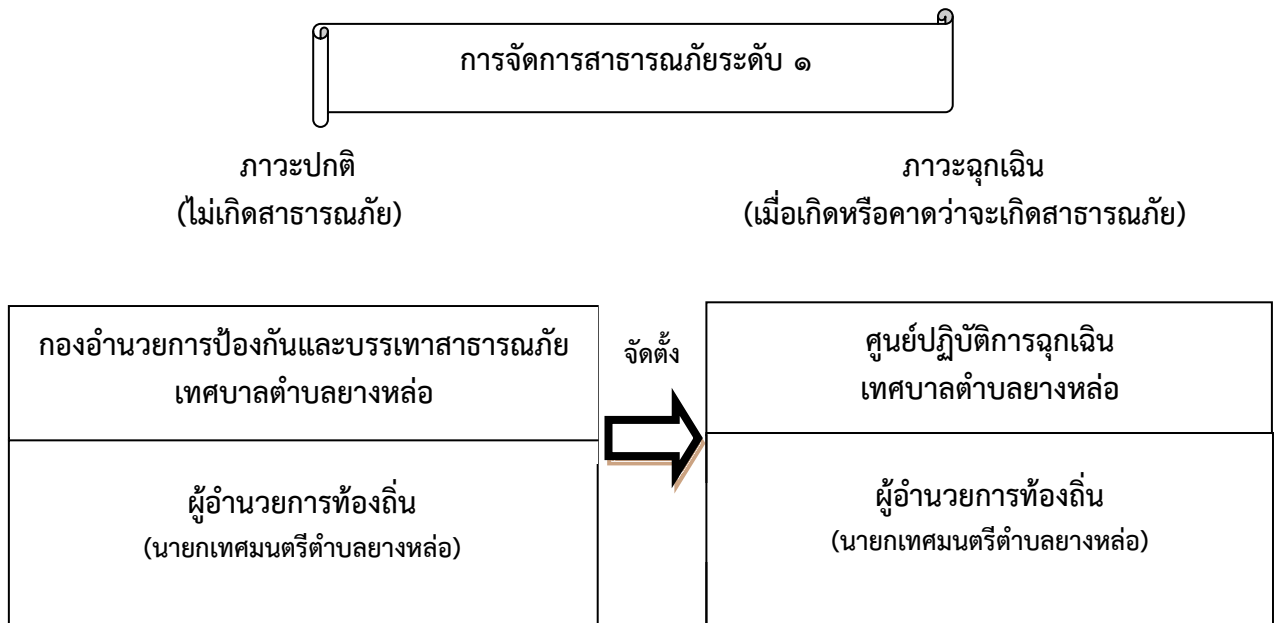 การจัดการสาธารณภัยระดับ ๑
ภาวะปกติ
(ไม่เกิดสาธารณภัย)
ภาวะฉุกเฉิน
(เมื่อเกิดหรือคาดว่าจะเกิดสาธารณภัย)
กองอำนวยการป้องกันและบรรเทาสาธารณภัย
เทศบาลตำบลยางหล่อ
ผู้อำนวยการท้องถิ่น
(นายกเทศมนตรีตำบลยางหล่อ)
จัดตั้ง
ศูนย์ปฏิบัติการฉุกเฉิน
เทศบาลตำบลยางหล่อ
ผู้อำนวยการท้องถิ่น
(นายกเทศมนตรีตำบลยางหล่อ)